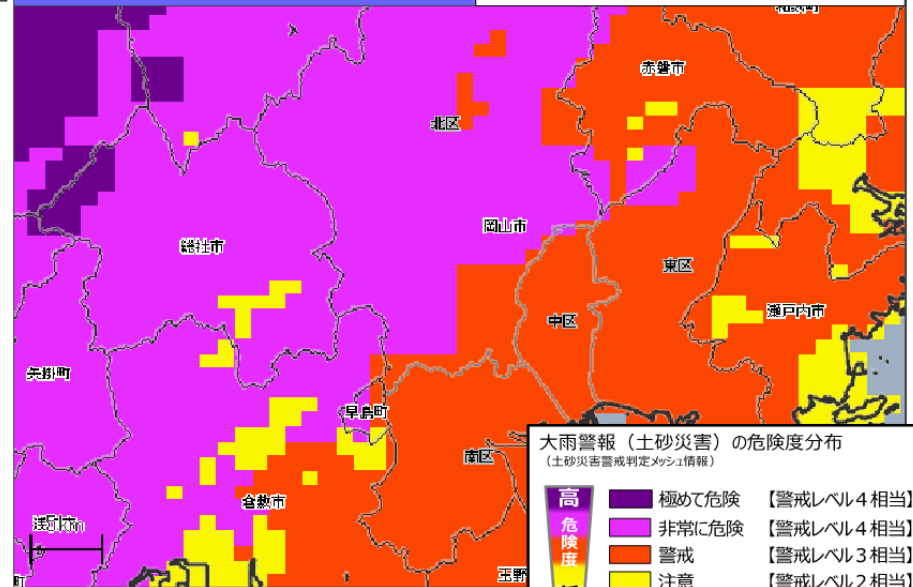 赤磐市
北区
岡山市
総社市
東区
瀬戸内市
中区
矢掛町
早島町
南区
倉敷市
大雨警報（土砂災害）の危険度分布
（土砂災害警戒判定メッシュ情報）
高 極めて危険 【警戒レベル４相当】
危険度 非常に危険 【警戒レベル４相当】
警戒 【警戒レベル３相当】
注意 【警戒レベル２相当】
玉野
町